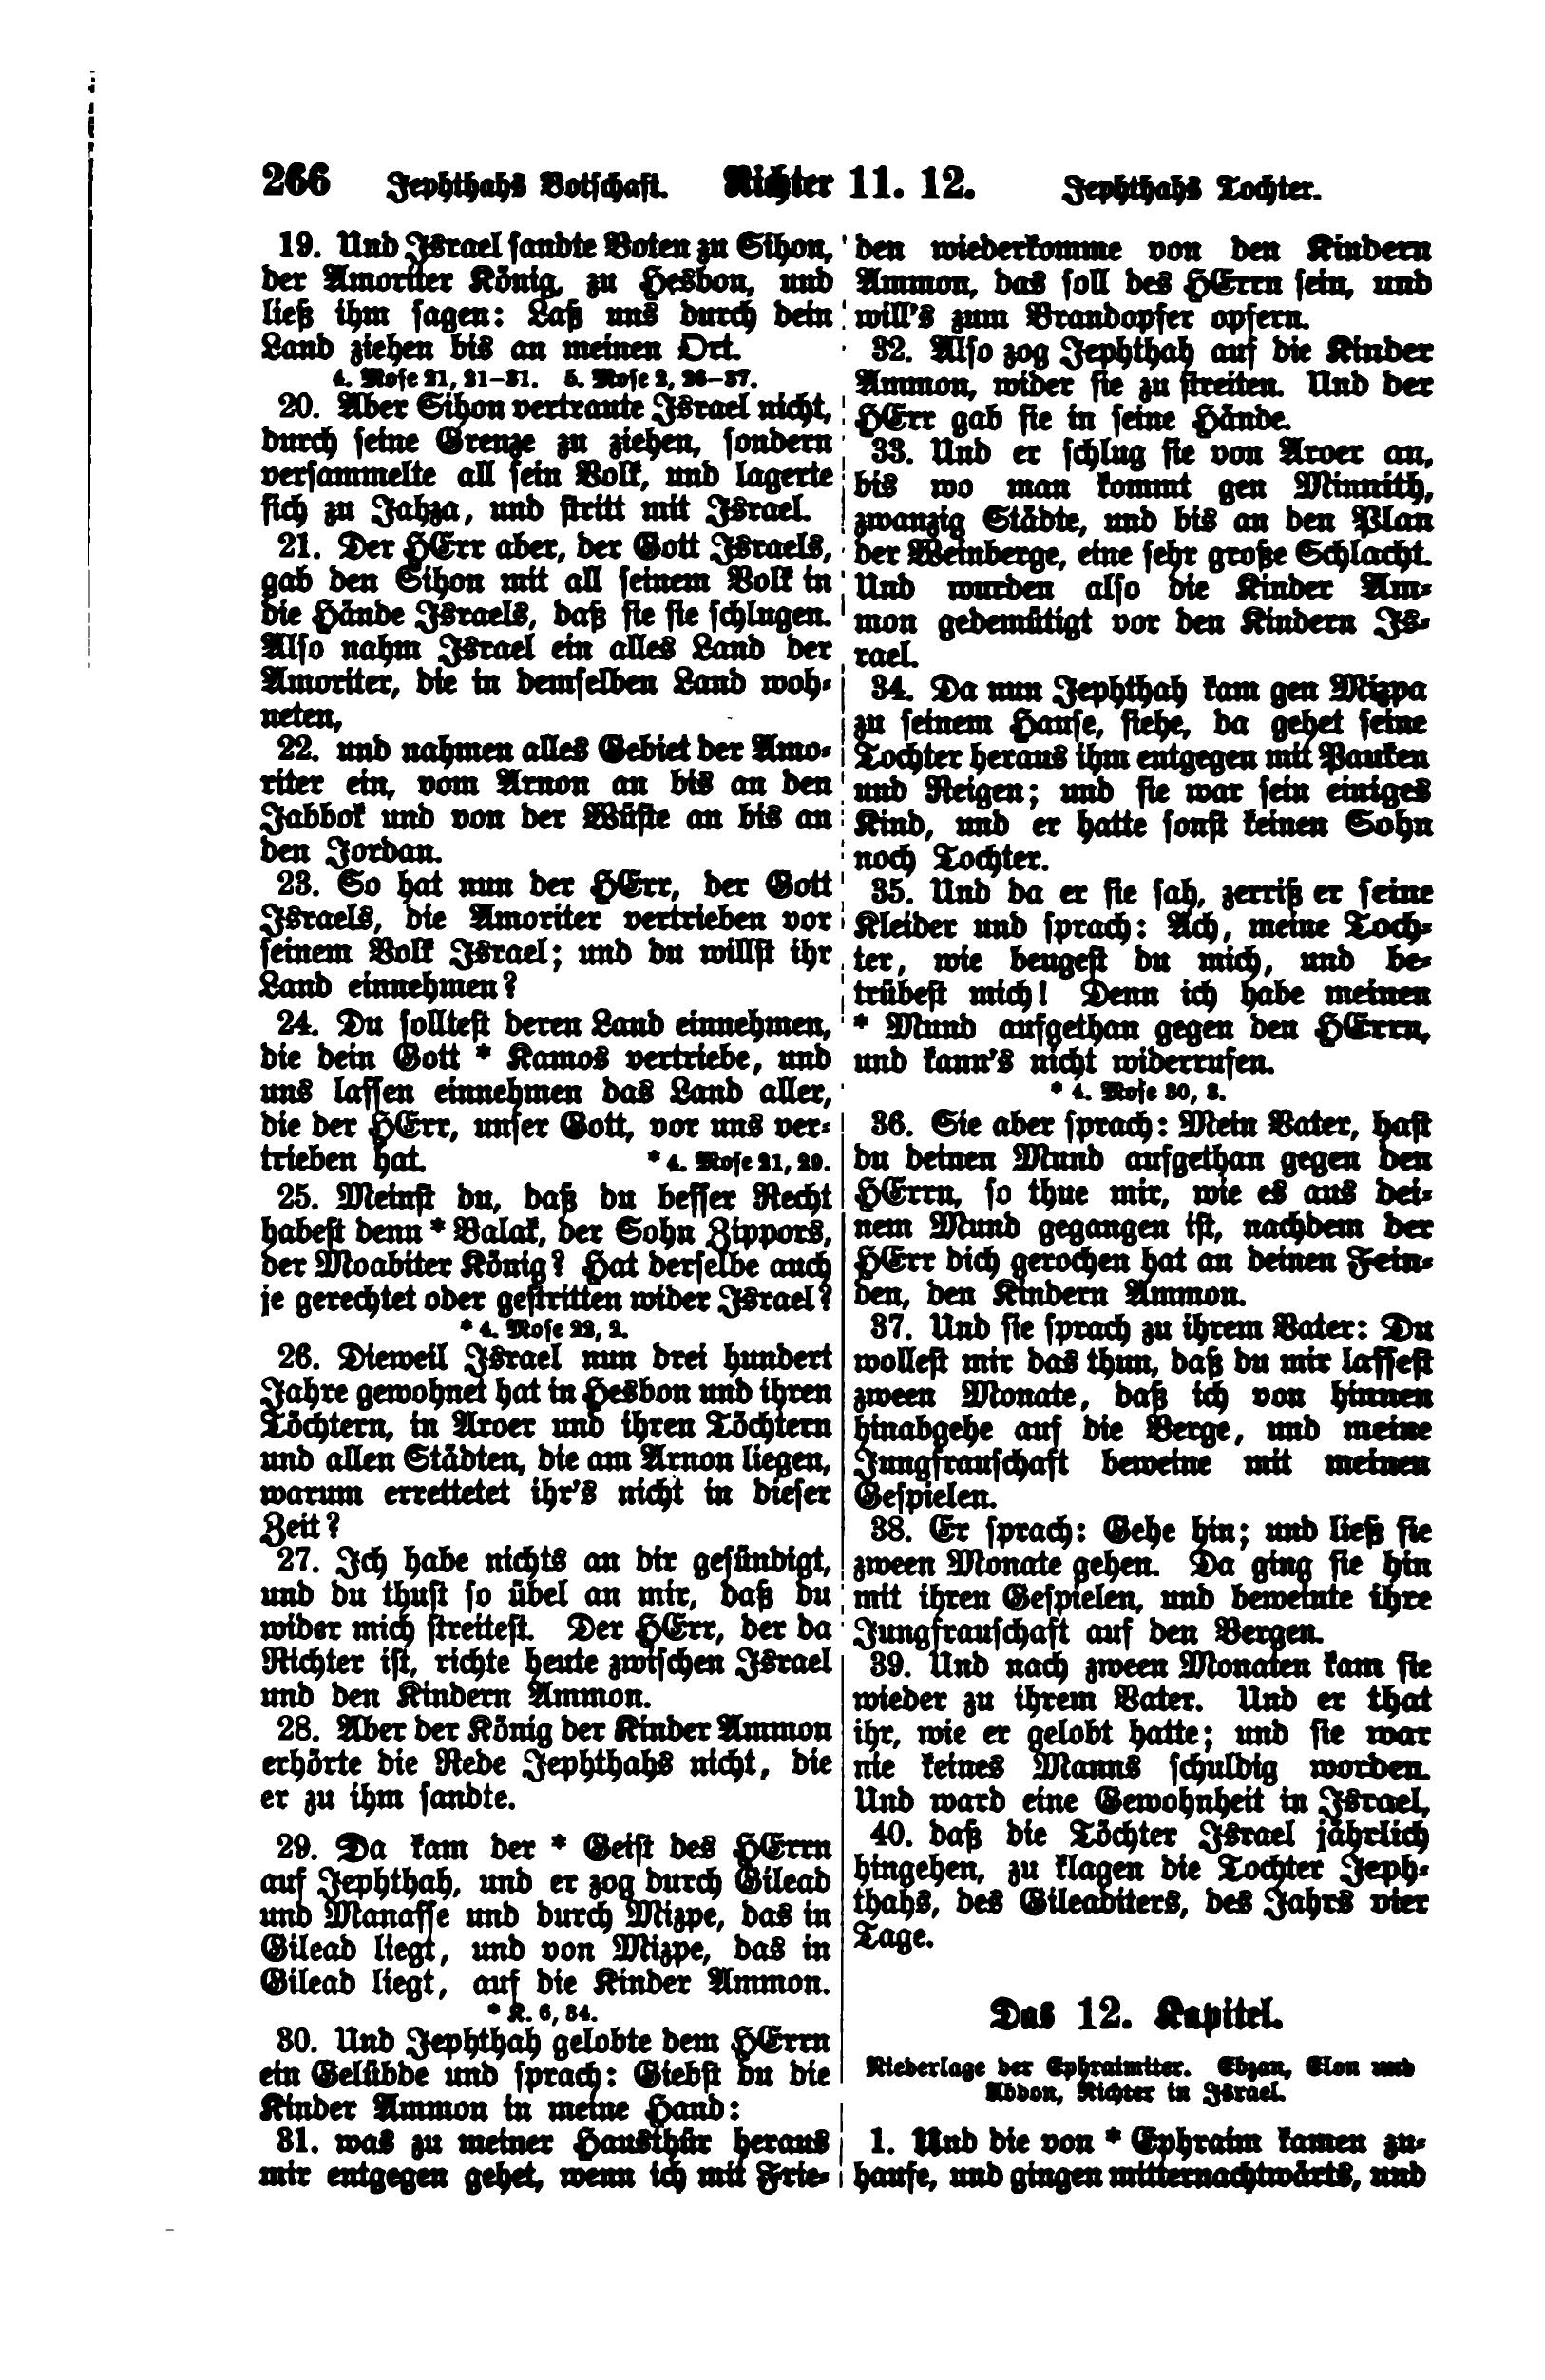 266 Jephthahs Botschaft. Richter 11. 12. Jephthahs Tochter.
19. Und Israel sandte Boten zu Sihon,
der Amoriter König, zu Hesbon, und
ließ ihm sagen: Laß uns durch dein
Land ziehen bis an meinen Ort.
4. Mose 21, 21–31. 5. Mose 2, 26–37.
20. Aber Sihon vertraute Israel nicht,
durch seine Grenze zu ziehen, sondern
versammelte all sein Volk, und lagerte
sich zu Jahza, und stritt mit Israel.
21. Der HErr aber, der Gott Israels,
gab den Sihon mit all seinem Volk in
die Hände Israels, daß sie sie schlugen.
Also nahm Israel ein alles Land der
Amoriter, die in demselben Land woh-
neten,
22. und nahmen alles Gebiet der Amo-
riter ein, vom Arnon an bis an den
Jabbok und von der Wüste an bis an
den Jordan.
23. So hat nun der HErr, der Gott
Israels, die Amoriter vertrieben vor
seinem Volk Israel; und du willst ihr
Land einnehmen?
24. Du solltest deren Land einnehmen,
die dein Gott * Kamos vertriebe, und
uns lassen einnehmen das Land aller,
die der HErr, unser Gott, vor uns ver-
trieben hat. * 4. Mose 21, 29.
25. Meinst du, daß du besser Recht
habest denn * Balak, der Sohn Zippors,
der Moabiter König? Hat derselbe auch
je gerechtet oder gestritten wider Israel?
* 4. Mose 22, 2.
26. Dieweil Israel nun drei hundert
Jahre gewohnet hat in Hesbon und ihren
Töchtern, in Aroer und ihren Töchtern
und allen Städten, die am Arnon liegen,
warum errettetet ihr's nicht in dieser
Zeit?
27. Ich habe nichts an dir gesündigt,
und du thust so übel an mir, daß du
wider mich streitest. Der HErr, der da
Richter ist, richte heute zwischen Israel
und den Kindern Ammon.
28. Aber der König der Kinder Ammon
erhörte die Rede Jephthahs nicht, die
er zu ihm sandte.
29. Da kam der * Geist des HErrn
auf Jephthah, und er zog durch Gilead
und Manasse und durch Mizpe, das in
Gilead liegt, und von Mizpe, das in
Gilead liegt, auf die Kinder Ammon.
* K. 6, 34.
30. Und Jephthah gelobte dem HErrn
ein Gelübde und sprach: Giebst du die
Kinder Ammon in meine Hand:
31. was zu meiner Hausthür heraus
mir entgegen gehet, wenn ich mit Frie-
den wiederkomme von den Kindern
Ammon, das soll des HErrn sein, und
will's zum Brandopfer opfern.
32. Also zog Jephthah auf die Kinder
Ammon, wider sie zu streiten. Und der
HErr gab sie in seine Hände.
33. Und er schlug sie von Aroer an,
bis wo man kommt gen Minnith,
zwanzig Städte, und bis an den Plan
der Weinberge, eine sehr große Schlacht.
Und wurden also die Kinder Am-
mon gedemütigt vor den Kindern Is-
rael.
34. Da nun Jephthah kam gen Mizpa
zu seinem Hause, siehe, da gehet seine
Tochter heraus ihm entgegen mit Pauken
und Reigen; und sie war sein einiges
Kind, und er hatte sonst keinen Sohn
noch Tochter.
35. Und da er sie sah, zerriß er seine
Kleider und sprach: Ach, meine Toch-
ter, wie beugest du mich, und be-
trübest mich! Denn ich habe meinen
* Mund aufgethan gegen den HErrn,
und kann's nicht widerrufen.
* 4. Mose 30, 3.
36. Sie aber sprach: Mein Vater, hast
du deinen Mund aufgethan gegen den
HErrn, so thue mir, wie es aus dei-
nem Mund gegangen ist, nachdem der
HErr dich gerochen hat an deinen Fein-
den, den Kindern Ammon.
37. Und sie sprach zu ihrem Vater: Du
wollest mir das thun, daß du mir lassest
zween Monate, daß ich von hinnen
hinabgehe auf die Berge, und meine
Jungfrauschaft beweine mit meinen
Gespielen.
38. Er sprach: Gehe hin; und ließ sie
zween Monate gehen. Da ging sie hin
mit ihren Gespielen, und beweinte ihre
Jungfrauschaft auf den Bergen.
39. Und nach zween Monaten kam sie
wieder zu ihrem Vater. Und er that
ihr, wie er gelobt hatte; und sie war
nie keines Manns schuldig worden.
Und ward eine Gewohnheit in Israel,
40. daß die Töchter Israel jährlich
hingehen, zu klagen die Tochter Jeph-
thahs, des Gileaditers, des Jahrs vier
Tage.
Das 12. Kapitel.
Niederlage der Ephraimiter. Ebzan, Elon und
Abdon, Richter in Israel.
1. Und die von * Ephraim kamen zu-
hause, und gingen mitternachtwärts, und